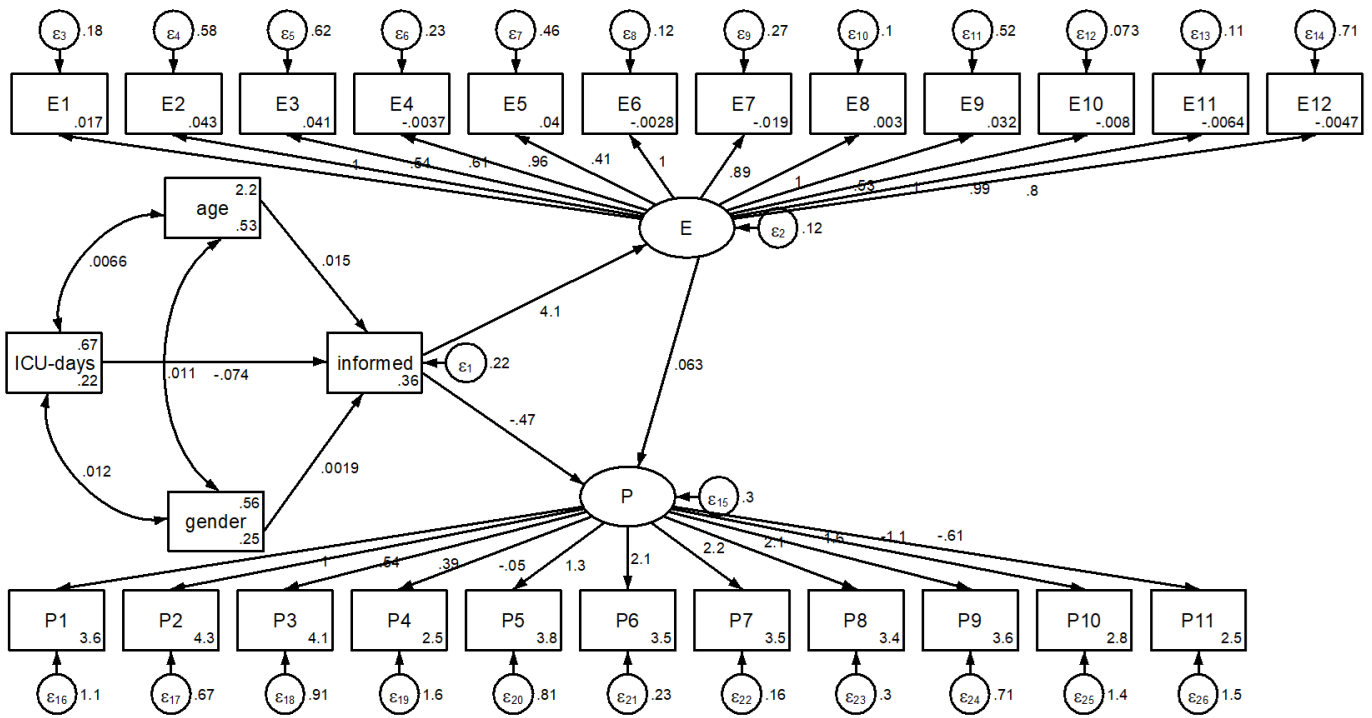 ε3 .18 ε4 .58 ε5 .62 ε6 .23 ε7 .46 ε8 .12 ε9 .27 ε10 .1 ε11 .52 ε12 .073 ε13 .11 ε14 .71
E1 E2 E3 E4 E5 E6 E7 E8 E9 E10 E11 E12
.017 .043 .041 -.0037 .04 -.0028 -.019 .003 .032 -.008 -.0064 -.0047
1 .54 .61 .96 .41 1 .89 1 .53 1 .99 .8
2.2
age
.53
E
ε2 .12
.0066
.015
4.1
.67
ICU-days
.22
.011
-.074
informed
.36
ε1 .22
.063
-.47
.012
.0019
.56
gender
.25
P
ε15 .3
1 .54 .39 -.05 1.3 2.1 2.2 2.1 1.6 -1.1 -.61
P1 P2 P3 P4 P5 P6 P7 P8 P9 P10 P11
3.6 4.3 4.1 2.5 3.8 3.5 3.5 3.4 3.6 2.8 2.5
ε16 1.1 ε17 .67 ε18 .91 ε19 1.6 ε20 .81 ε21 .23 ε22 .16 ε23 .3 ε24 .71 ε25 1.4 ε26 1.5